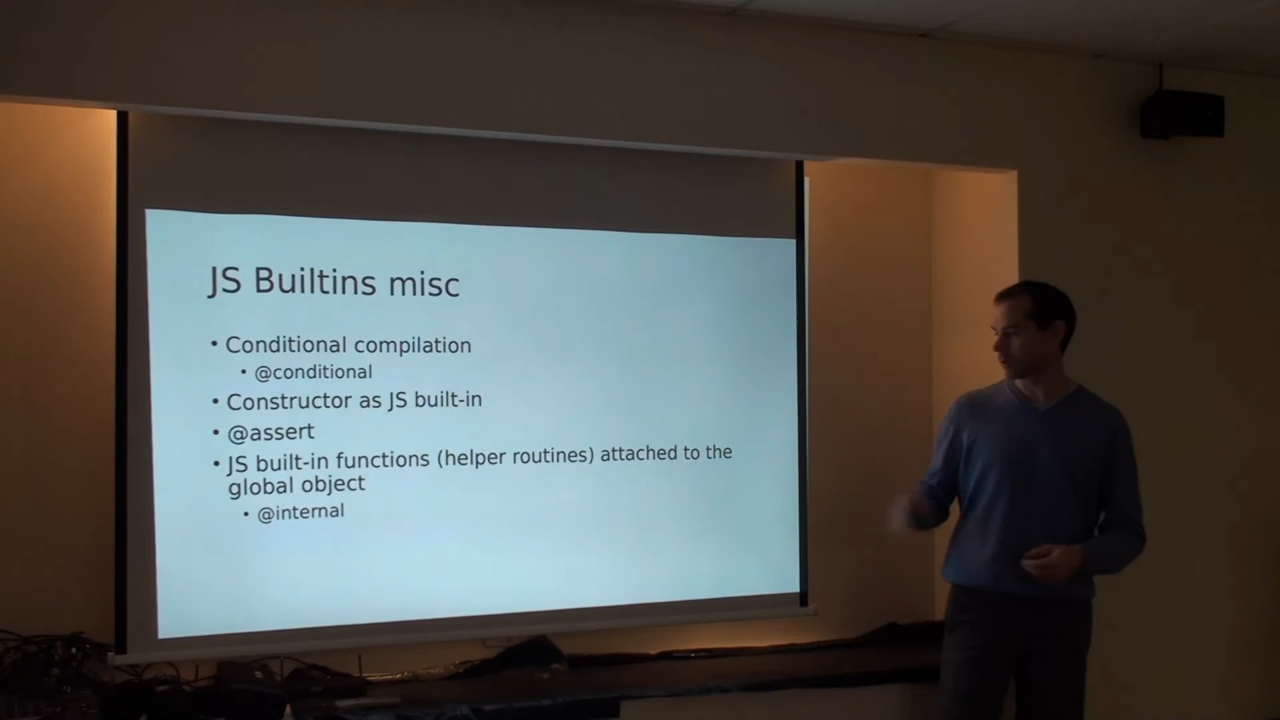 JS Builtins misc
• Conditional compilation
• @conditional
• Constructor as JS built-in
• @assert
• JS built-in functions (helper routines) attached to the
global object
• @internal